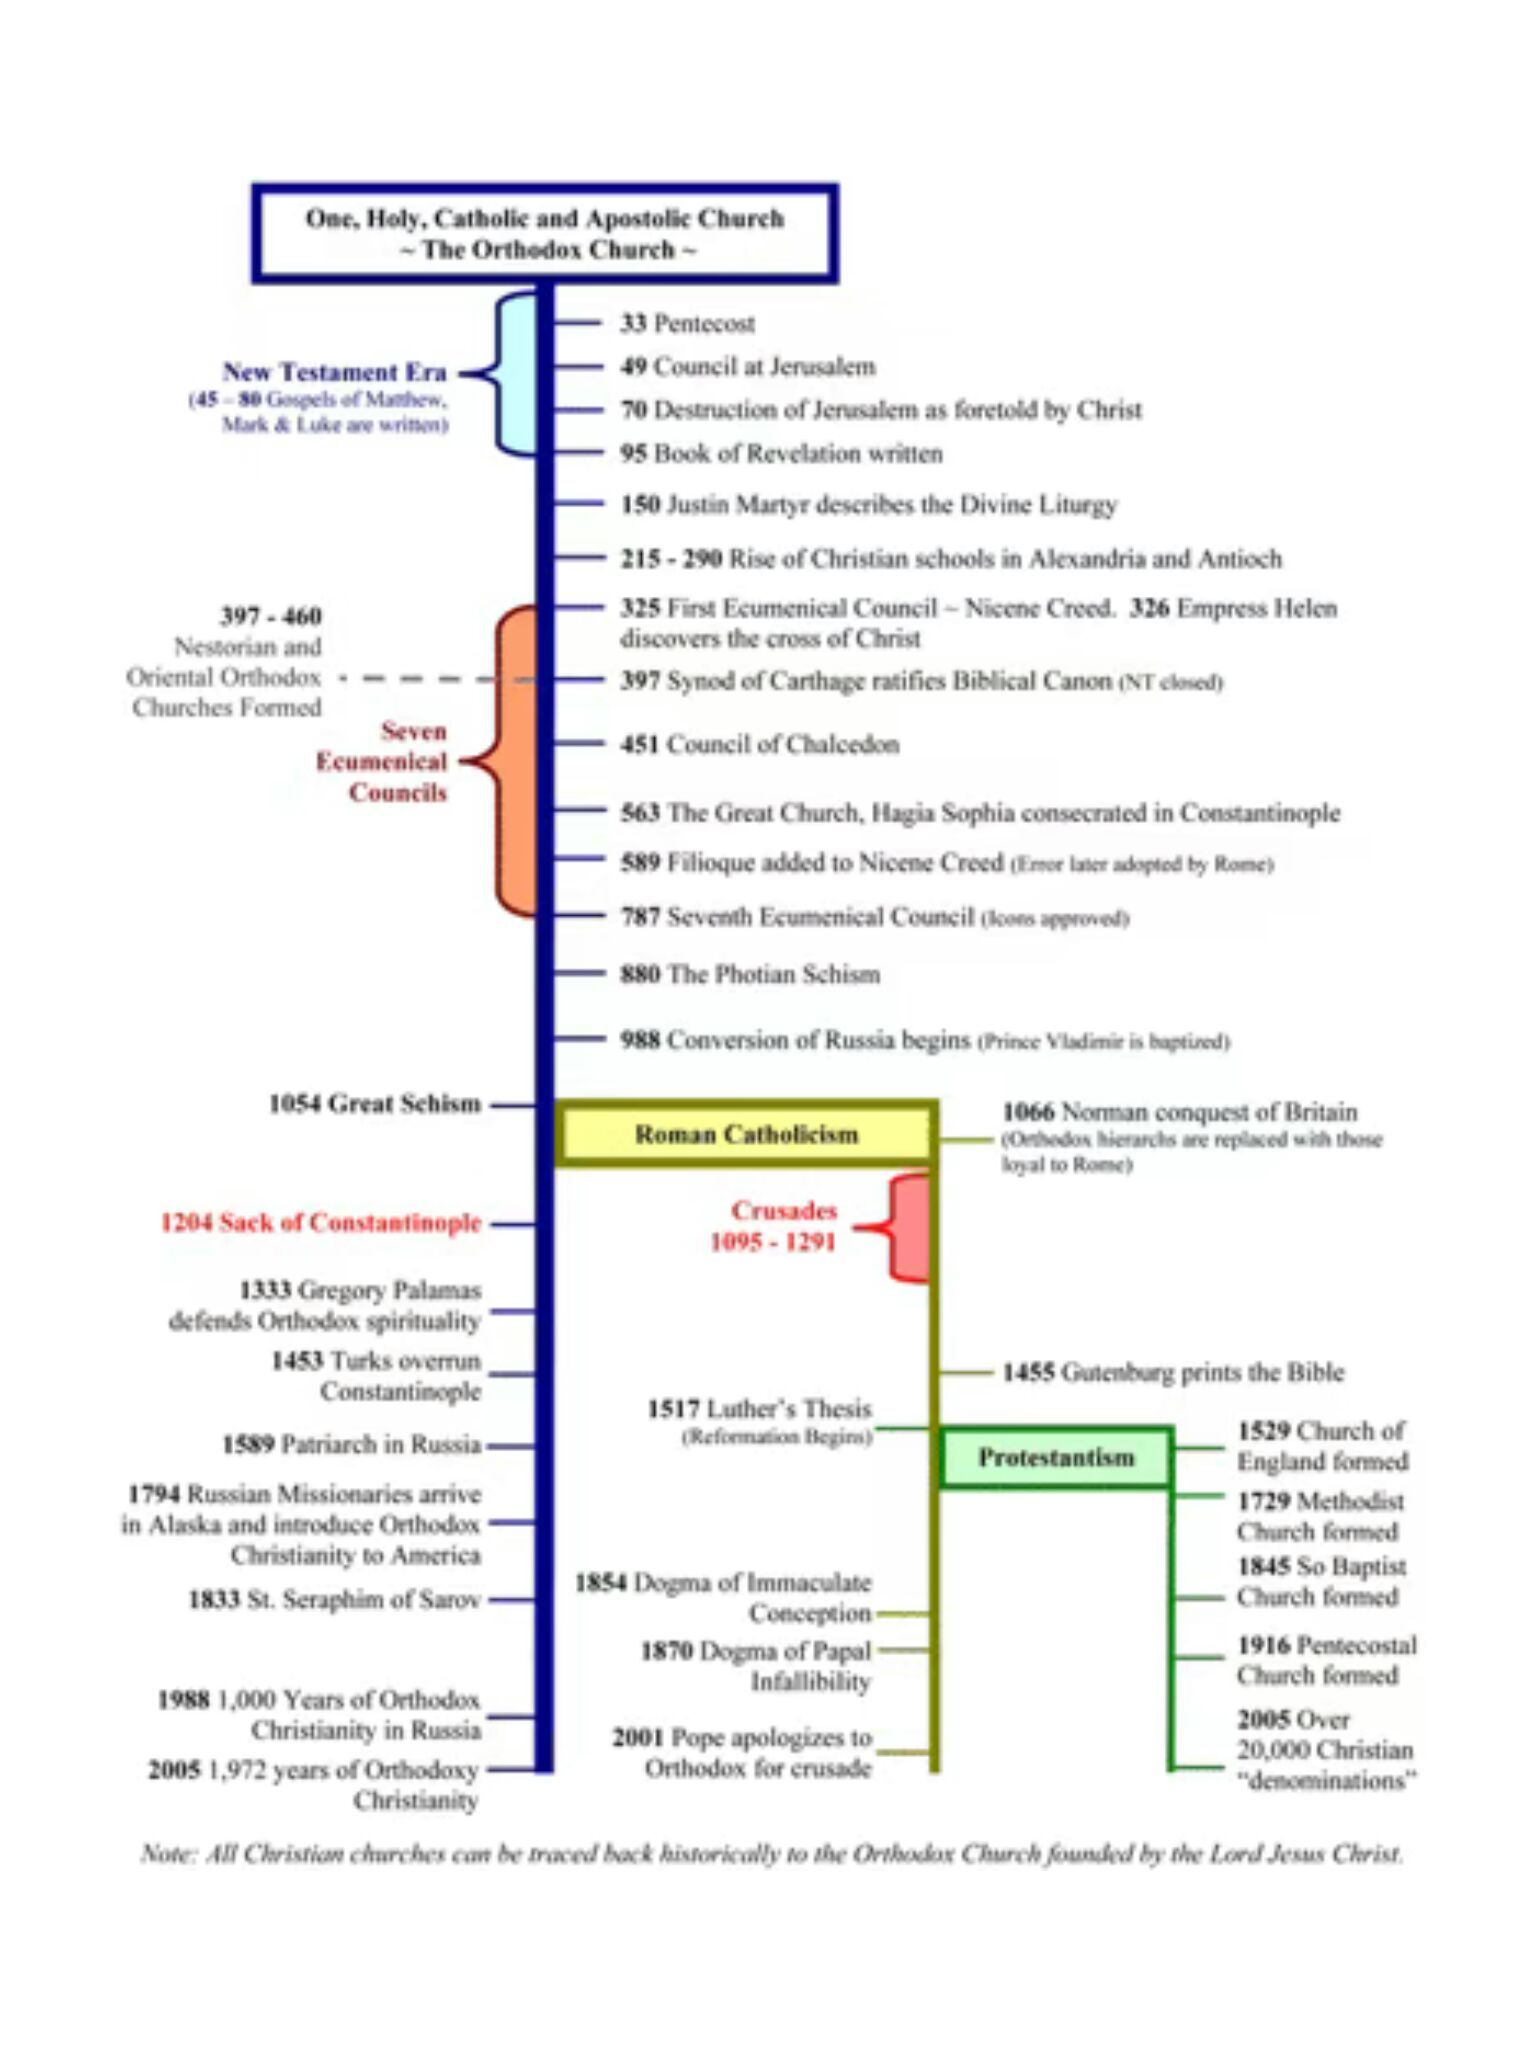 One, Holy, Catholic and Apostolic Church
~ The Orthodox Church ~
New Testament Era
(45 – 80 Gospels of Matthew,
Mark & Luke are written)
33 Pentecost
49 Council at Jerusalem
70 Destruction of Jerusalem as foretold by Christ
95 Book of Revelation written
150 Justin Martyr describes the Divine Liturgy
215 - 290 Rise of Christian schools in Alexandria and Antioch
325 First Ecumenical Council ~ Nicene Creed. 326 Empress Helen
discovers the cross of Christ
397 - 460
Nestorian and
Oriental Orthodox
Churches Formed
397 Synod of Carthage ratifies Biblical Canon (NT closed)
Seven
Ecumenical
Councils
451 Council of Chalcedon
563 The Great Church, Hagia Sophia consecrated in Constantinople
589 Filioque added to Nicene Creed (Error later adopted by Rome)
787 Seventh Ecumenical Council (Icons approved)
880 The Photian Schism
988 Conversion of Russia begins (Prince Vladimir is baptized)
1054 Great Schism
1204 Sack of Constantinople
1333 Gregory Palamas
defends Orthodox spirituality
1453 Turks overrun
Constantinople
1589 Patriarch in Russia
1794 Russian Missionaries arrive
in Alaska and introduce Orthodox
Christianity to America
1833 St. Seraphim of Sarov
1988 1,000 Years of Orthodox
Christianity in Russia
2005 1,972 years of Orthodoxy
Christianity
Roman Catholicism
1066 Norman conquest of Britain
(Orthodox hierarchs are replaced with those
loyal to Rome)
Crusades
1095 - 1291
1455 Gutenburg prints the Bible
1517 Luther's Thesis
(Reformation Begins)
1854 Dogma of Immaculate
Conception
1870 Dogma of Papal
Infallibility
2001 Pope apologizes to
Orthodox for crusade
Protestantism
1529 Church of
England formed
1729 Methodist
Church formed
1845 So Baptist
Church formed
1916 Pentecostal
Church formed
2005 Over
20,000 Christian
"denominations"
Note: All Christian churches can be traced back historically to the Orthodox Church founded by the Lord Jesus Christ.